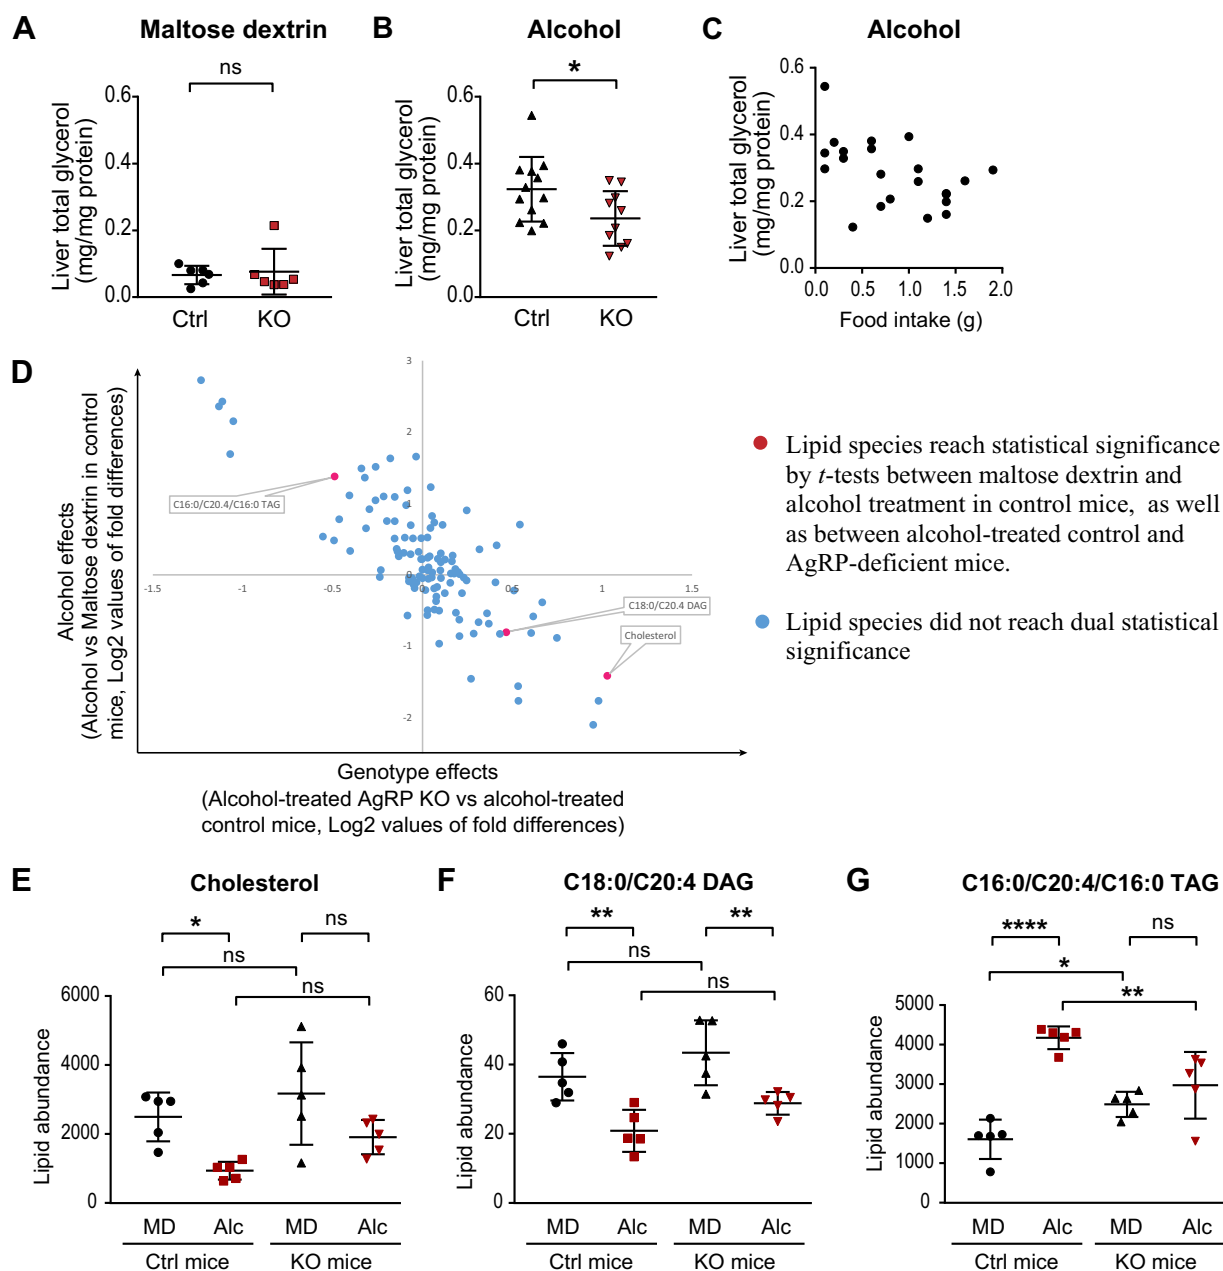 A
Maltose dextrin
ns
Liver total glycerol
(mg/mg protein)
0.6
0.4
0.2
0.0
Ctrl
KO
B
Alcohol
*
Liver total glycerol
(mg/mg protein)
0.6
0.4
0.2
0.0
Ctrl
KO
C
Alcohol
Liver total glycerol
(mg/mg protein)
0.6
0.4
0.2
0.0
0.0 0.5 1.0 1.5 2.0
Food intake (g)
D
Alcohol effects
(Alcohol vs Maltose dextrin in control
mice, Log2 values of fold differences)
3
2
1
0
-1
-2
-1.5 -1 -0.5 0 0.5 1 1.5
C16:0/C20.4/C16:0 TAG
C18:0/C20.4 DAG
Cholesterol
Genotype effects
(Alcohol-treated AgRP KO vs alcohol-treated
control mice, Log2 values of fold differences)
Lipid species reach statistical significance
by t-tests between maltose dextrin and
alcohol treatment in control mice, as well
as between alcohol-treated control and
AgRP-deficient mice.
Lipid species did not reach dual statistical
significance
E
Cholesterol
*
ns
ns
ns
Lipid abundance
6000
4000
2000
0
MD Alc MD Alc
Ctrl mice KO mice
F
C18:0/C20:4 DAG
**
**
ns
ns
Lipid abundance
60
40
20
0
MD Alc MD Alc
Ctrl mice KO mice
G
C16:0/C20:4/C16:0 TAG
****
ns
*
**
Lipid abundance
5000
4000
3000
2000
1000
0
MD Alc MD Alc
Ctrl mice KO mice